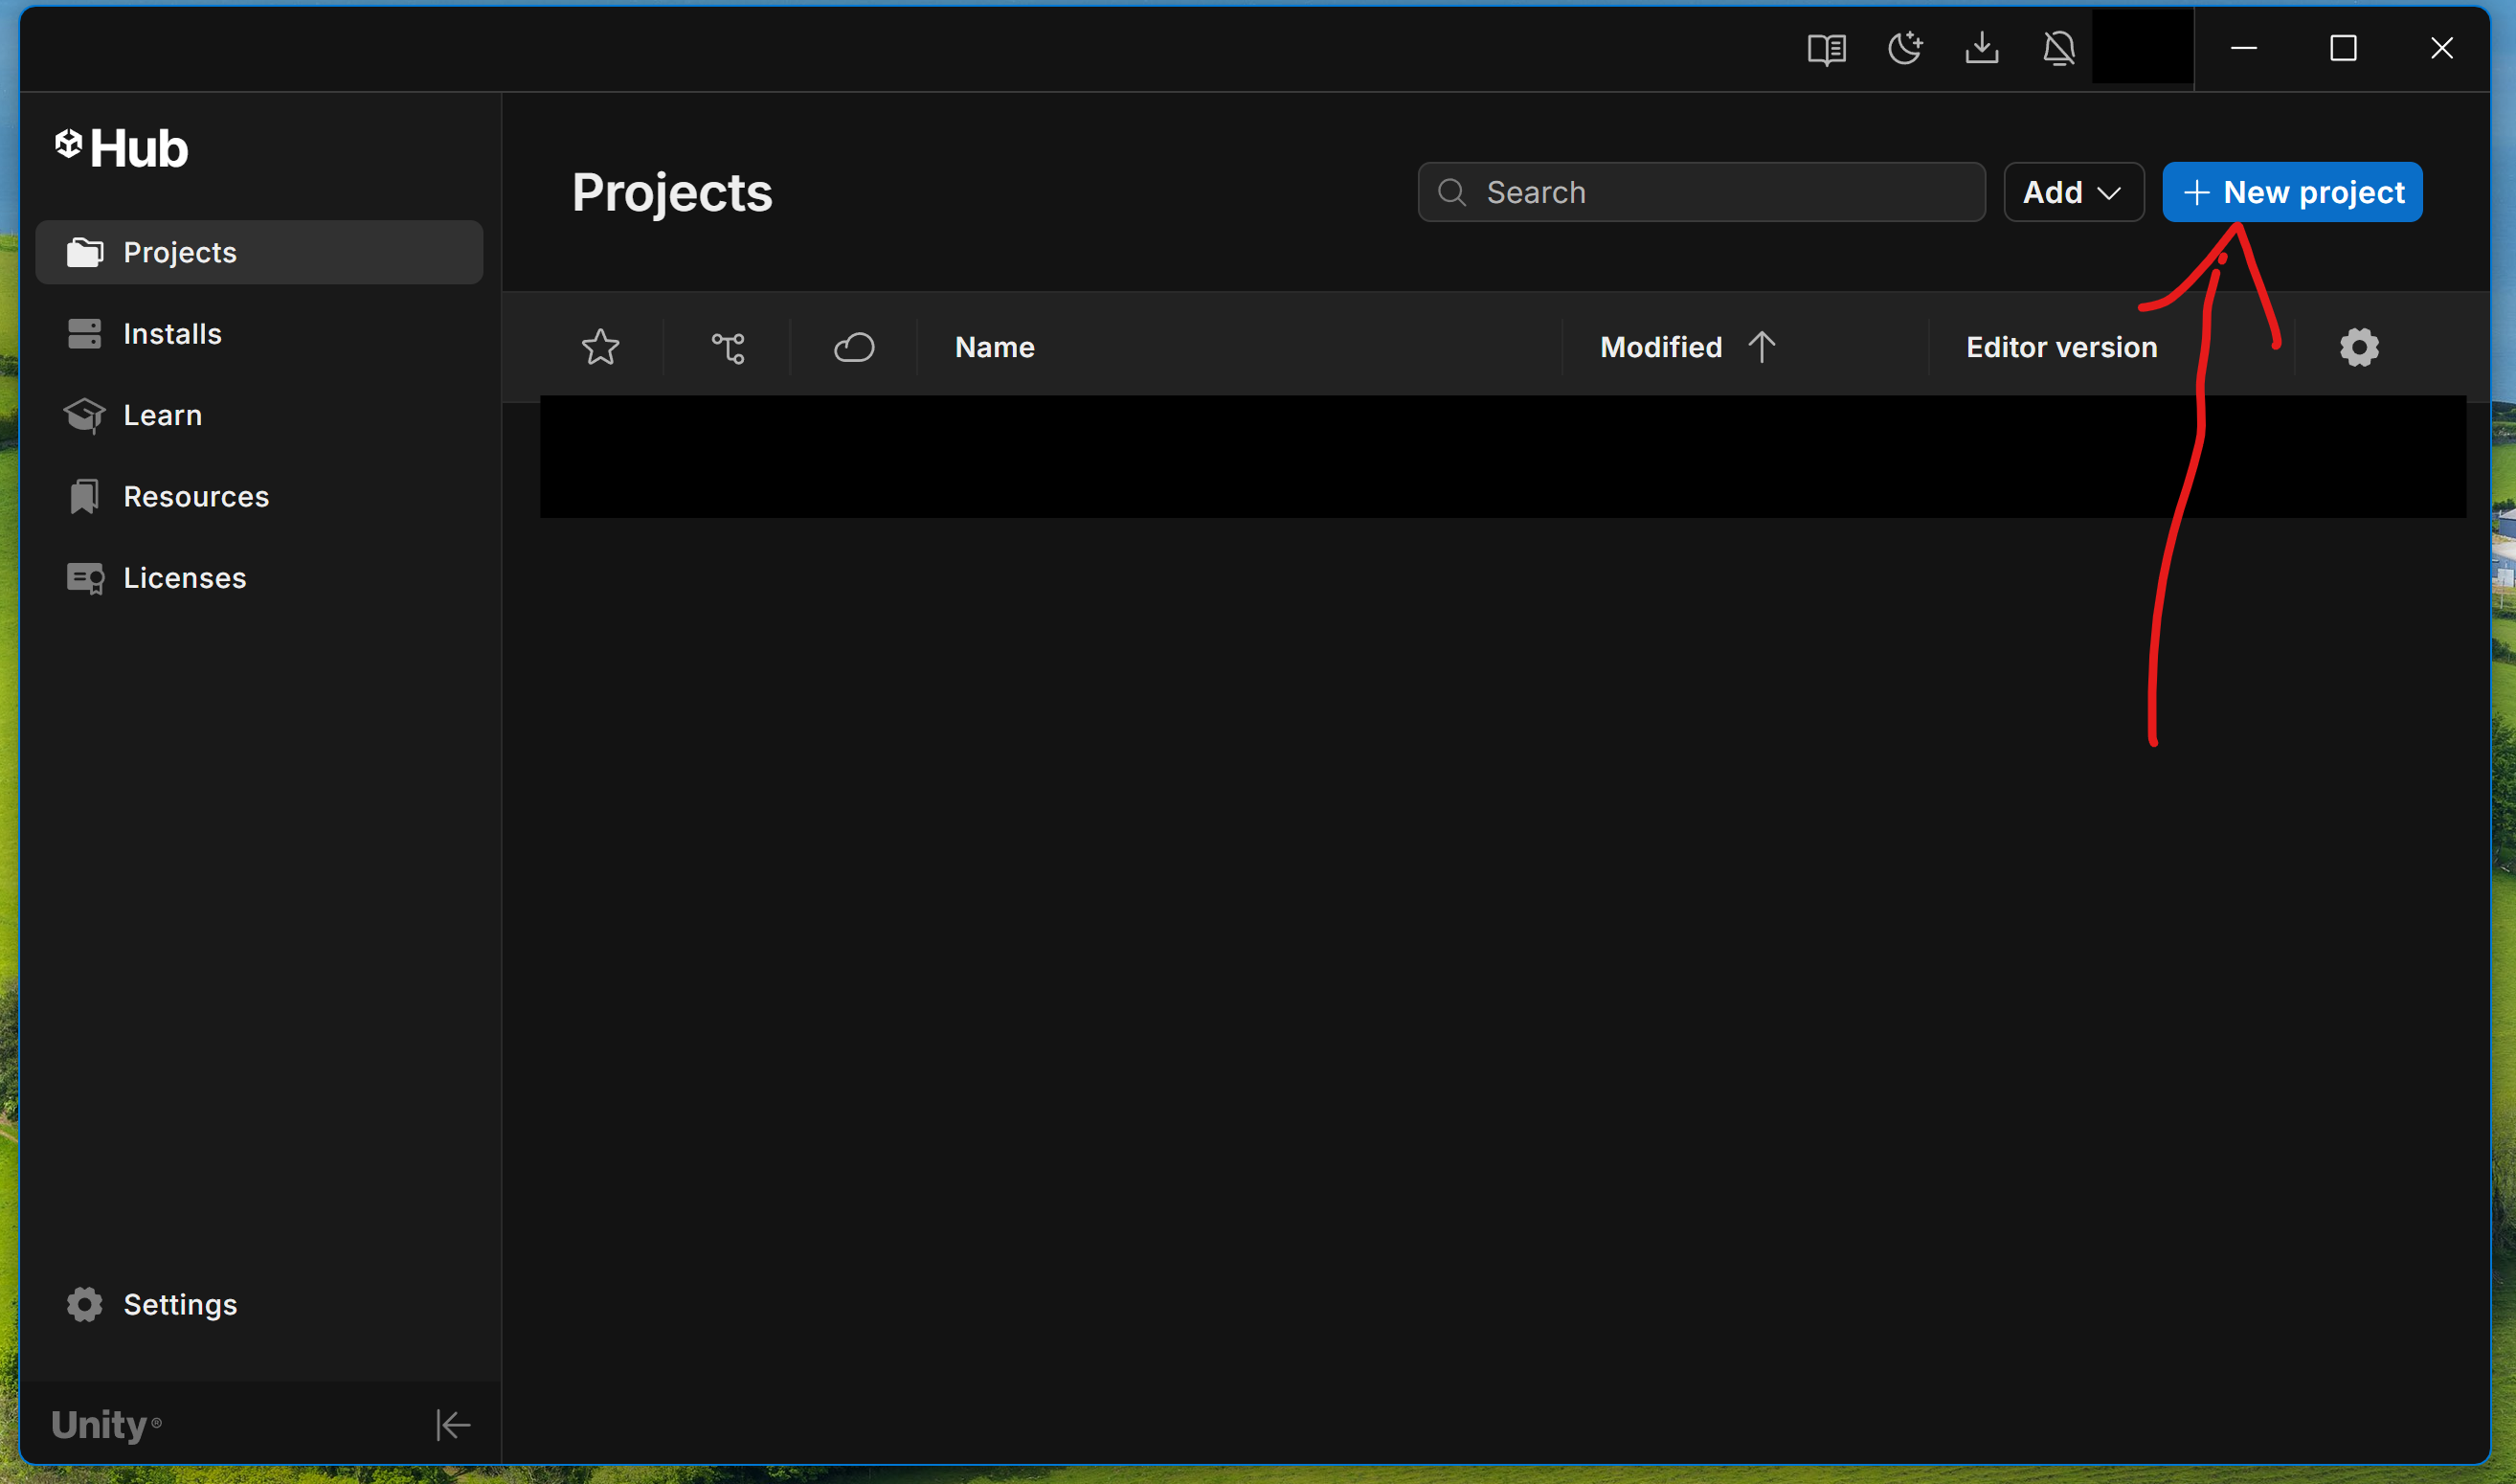 Hub
Projects
Search
Add
New project
Projects
Installs
Learn
Resources
Licenses
Name
Modified
Editor version
Settings
Unity®